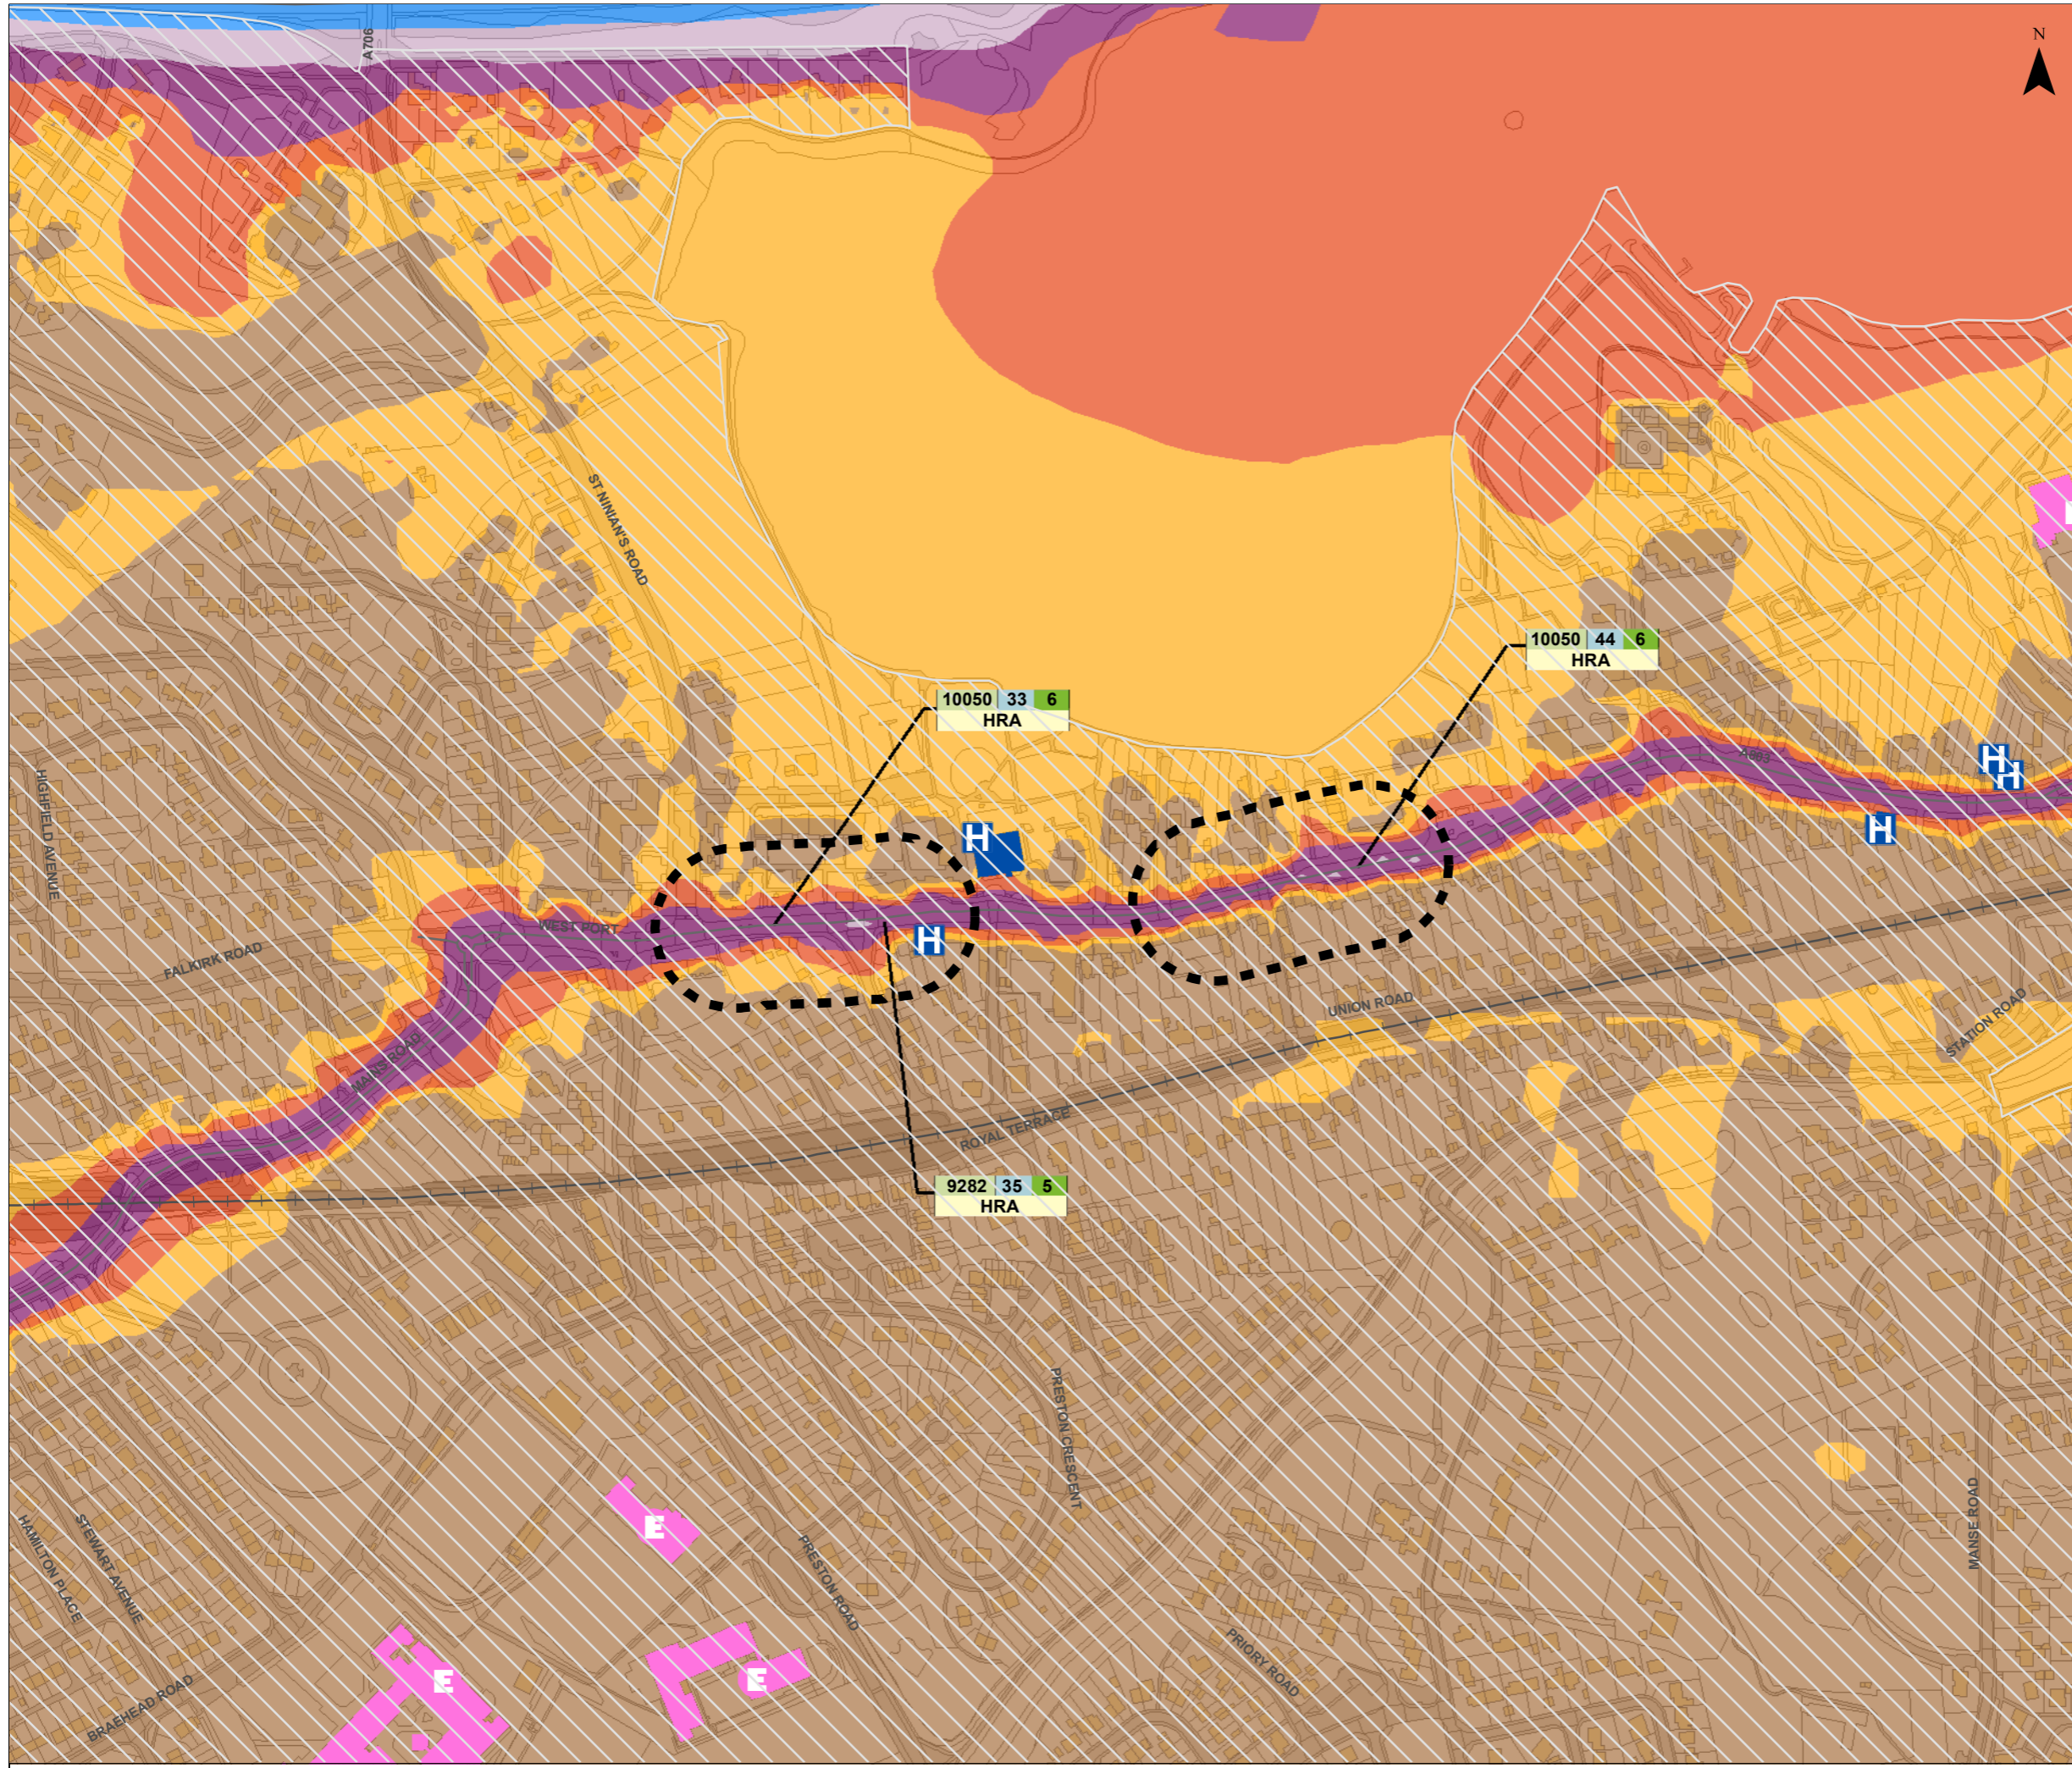 N
A706
ST NINIAN'S ROAD
10050 44 6
HRA
10050 33 6
HRA
A803
H
H
H
H
HIGHFIELD AVENUE
WEST PORT
H
FALKIRK ROAD
UNION ROAD
STATION ROAD
MAINS ROAD
ROYAL TERRACE
9282 35 5
HRA
PRESTON CRESCENT
E
MANSE ROAD
HAMILTON PLACE
STEWART AVENUE
PRESTON ROAD
E
E
PRIORY ROAD
BRAEHEAD ROAD